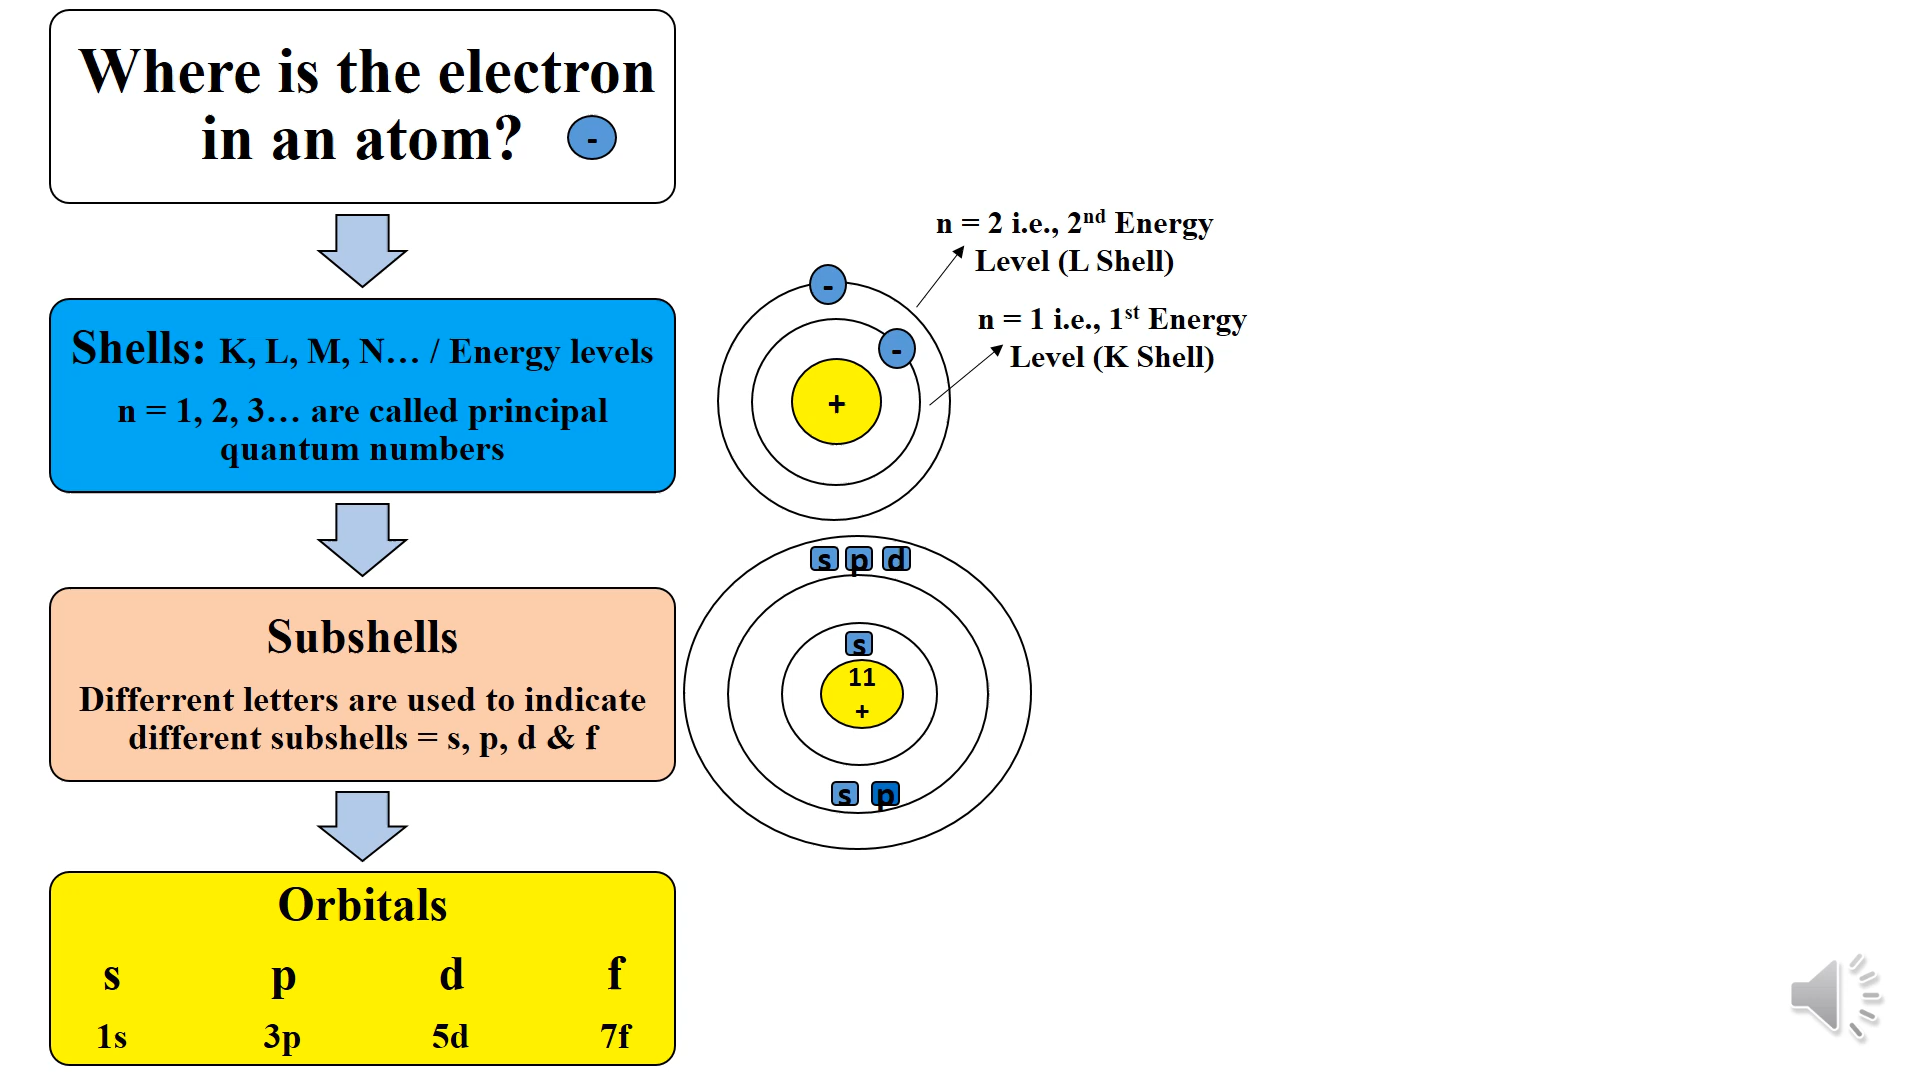 Where is the electron
in an atom? -
Shells: K, L, M, N… / Energy levels
n = 1, 2, 3… are called principal
quantum numbers
Subshells
Differrent letters are used to indicate
different subshells = s, p, d & f
Orbitals
s p d f
1s 3p 5d 7f
n = 2 i.e., 2nd Energy
Level (L Shell)
n = 1 i.e., 1st Energy
Level (K Shell)
-
-
+
s p d
s
11
+
s p